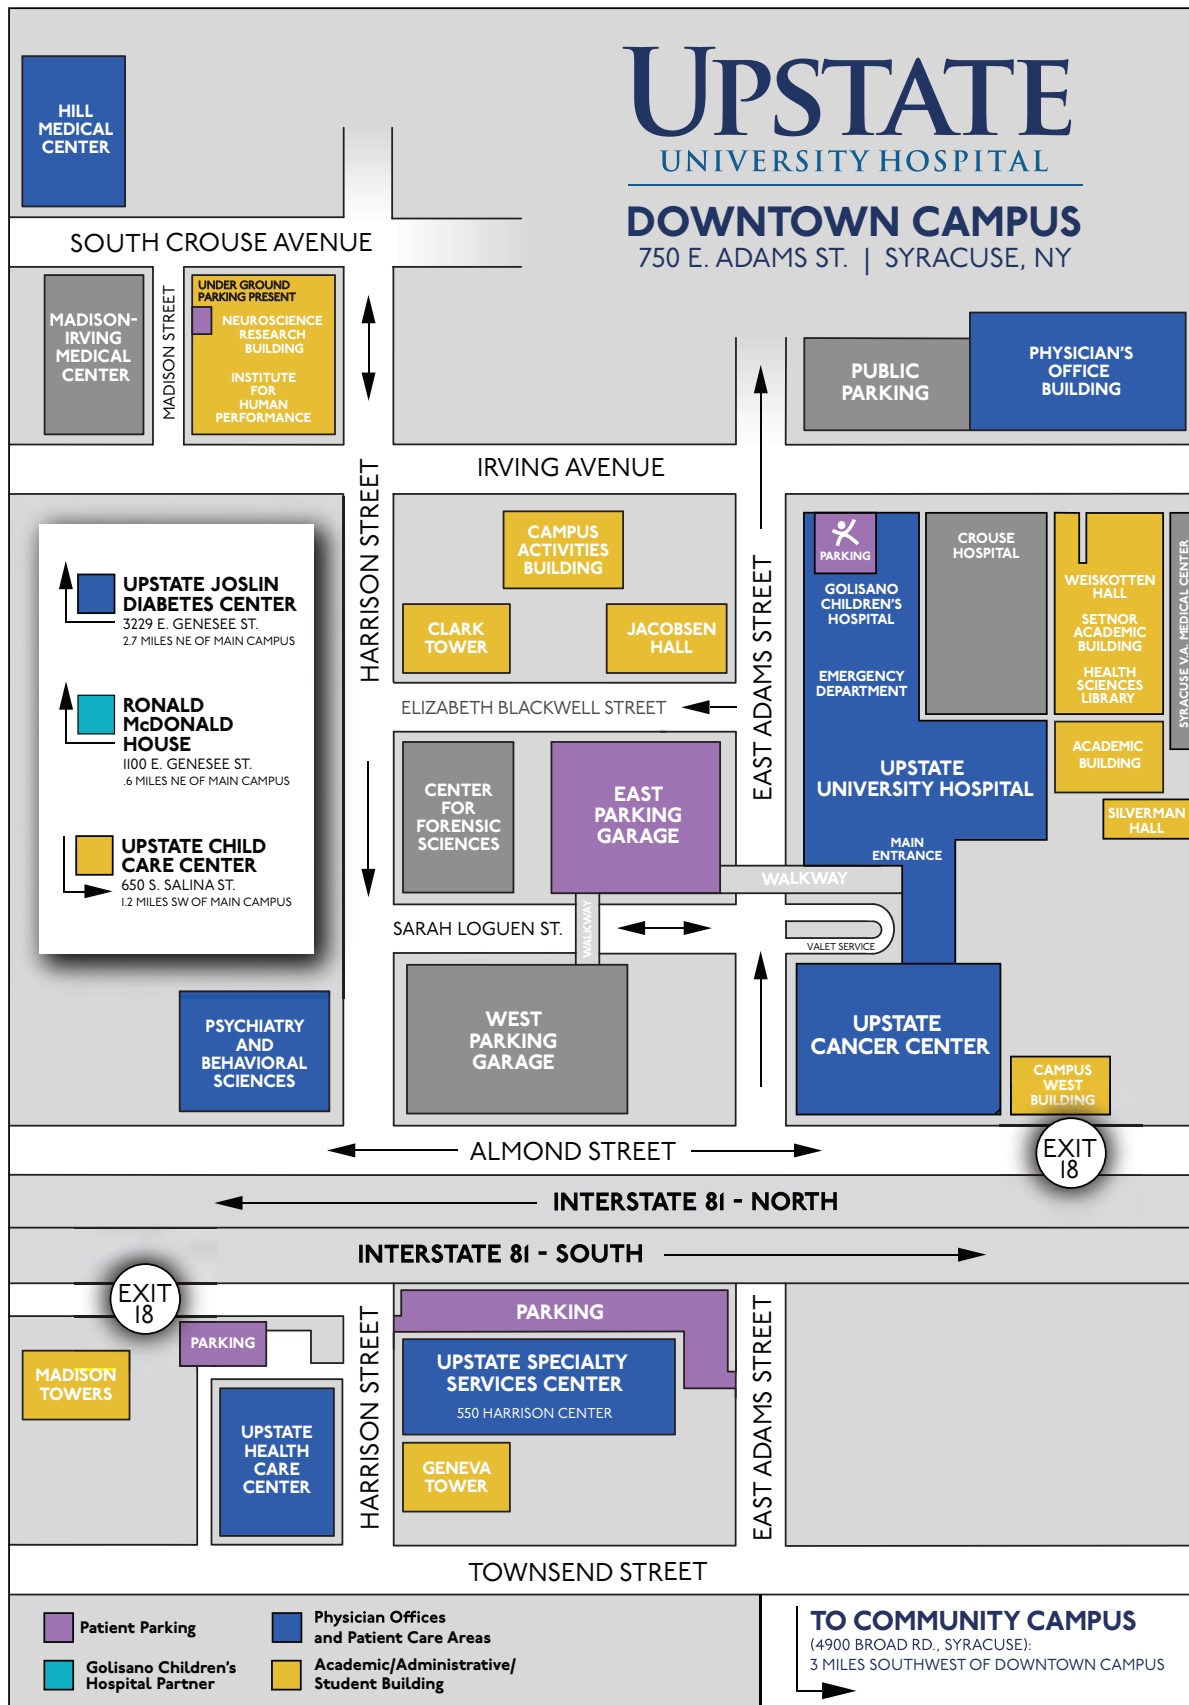 UPSTATE
UNIVERSITY HOSPITAL
DOWNTOWN CAMPUS
750 E. ADAMS ST. | SYRACUSE, NY
HILL
MEDICAL
CENTER
SOUTH CROUSE AVENUE
MADISON-
IRVING
MEDICAL
CENTER
MADISON STREET
UNDER GROUND
PARKING PRESENT
NEUROSCIENCE
RESEARCH
BUILDING
INSTITUTE
FOR
HUMAN
PERFORMANCE
PUBLIC
PARKING
PHYSICIAN'S
OFFICE
BUILDING
IRVING AVENUE
HARRISON STREET
EAST ADAMS STREET
UPSTATE JOSLIN
DIABETES CENTER
3229 E. GENESEE ST.
2.7 MILES NE OF MAIN CAMPUS
RONALD
McDONALD
HOUSE
1100 E. GENESEE ST.
.6 MILES NE OF MAIN CAMPUS
UPSTATE CHILD
CARE CENTER
650 S. SALINA ST.
1.2 MILES SW OF MAIN CAMPUS
CAMPUS
ACTIVITIES
BUILDING
CLARK
TOWER
JACOBSEN
HALL
ELIZABETH BLACKWELL STREET
PARKING
GOLISANO
CHILDREN'S
HOSPITAL
EMERGENCY
DEPARTMENT
CROUSE
HOSPITAL
WEISKOTTEN
HALL
SETNOR
ACADEMIC
BUILDING
HEALTH
SCIENCES
LIBRARY
SYRACUSE V.A. MEDICAL CENTER
ACADEMIC
BUILDING
SILVERMAN
HALL
UPSTATE
UNIVERSITY HOSPITAL
MAIN
ENTRANCE
CENTER
FOR
FORENSIC
SCIENCES
EAST
PARKING
GARAGE
WALKWAY
SARAH LOGUEN ST.
WALKWAY
VALET SERVICE
WEST
PARKING
GARAGE
PSYCHIATRY
AND
BEHAVIORAL
SCIENCES
UPSTATE
CANCER CENTER
CAMPUS
WEST
BUILDING
EXIT
18
ALMOND STREET
INTERSTATE 81 - NORTH
INTERSTATE 81 - SOUTH
EXIT
18
PARKING
MADISON
TOWERS
UPSTATE
HEALTH
CARE
CENTER
HARRISON STREET
PARKING
UPSTATE SPECIALTY
SERVICES CENTER
550 HARRISON CENTER
GENEVA
TOWER
EAST ADAMS STREET
TOWNSEND STREET
Patient Parking
Golisano Children's
Hospital Partner
Physician Offices
and Patient Care Areas
Academic/Administrative/
Student Building
TO COMMUNITY CAMPUS
(4900 BROAD RD., SYRACUSE):
3 MILES SOUTHWEST OF DOWNTOWN CAMPUS